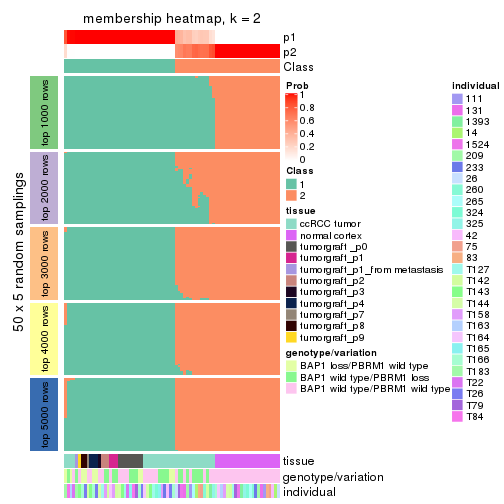 membership heatmap, k = 2
p1
p2
Class
50 x 5 random samplings
top 1000 rows
top 2000 rows
top 3000 rows
top 4000 rows
top 5000 rows
tissue
genotype/variation
individual
Prob
1
0.8
0.6
0.4
0.2
0
Class
1
2
tissue
ccRCC tumor
normal cortex
tumorgraft _p0
tumorgraft_p1
tumorgraft_p1_from metastasis
tumorgraft_p2
tumorgraft_p3
tumorgraft_p4
tumorgraft_p7
tumorgraft_p8
tumorgraft_p9
genotype/variation
BAP1 loss/PBRM1 wild type
BAP1 wild type/PBRM1 loss
BAP1 wild type/PBRM1 wild type
individual
111
131
1393
14
1524
209
233
26
260
265
324
325
42
75
83
T127
T142
T143
T144
T158
T163
T164
T165
T166
T183
T22
T26
T79
T84